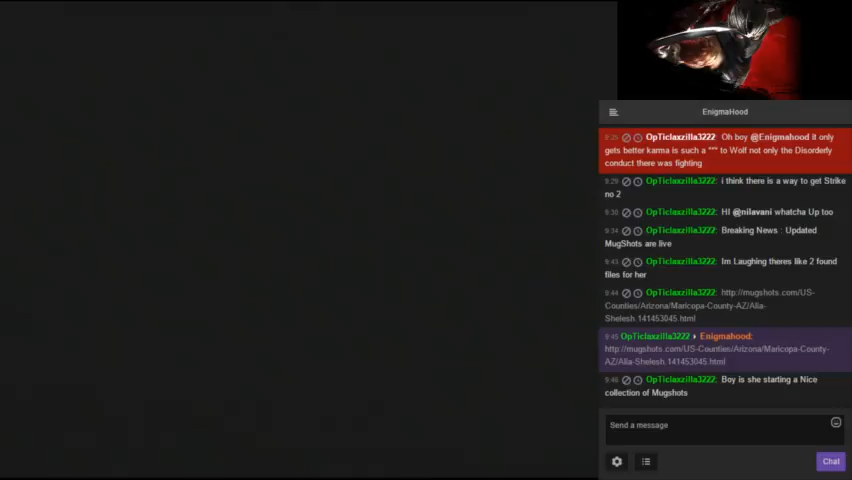 EnigmaHood
9:25 OpTiclaxzilla3222: Oh boy @Enigmahood it only
gets better karma is such a *** to Wolf not only the Disorderly
conduct there was fighting
9:29 OpTiclaxzilla3222: i think there is a way to get Strike
no 2
9:30 OpTiclaxzilla3222: HI @nilavani whatcha Up too
9:34 OpTiclaxzilla3222: Breaking News : Updated
MugShots are live
9:43 OpTiclaxzilla3222: Im Laughing theres like 2 found
files for her
9:44 OpTiclaxzilla3222: http://mugshots.com/US-
Counties/Arizona/Maricopa-County-AZ/Alia-
Shelesh.141453045.html
9:45 OpTiclaxzilla3222 Enigmahood:
http://mugshots.com/US-Counties/Arizona/Maricopa-County-
AZ/Alia-Shelesh.141453045.html
9:46 OpTiclaxzilla3222: Boy is she starting a Nice
collection of Mugshots
Send a message
Chat